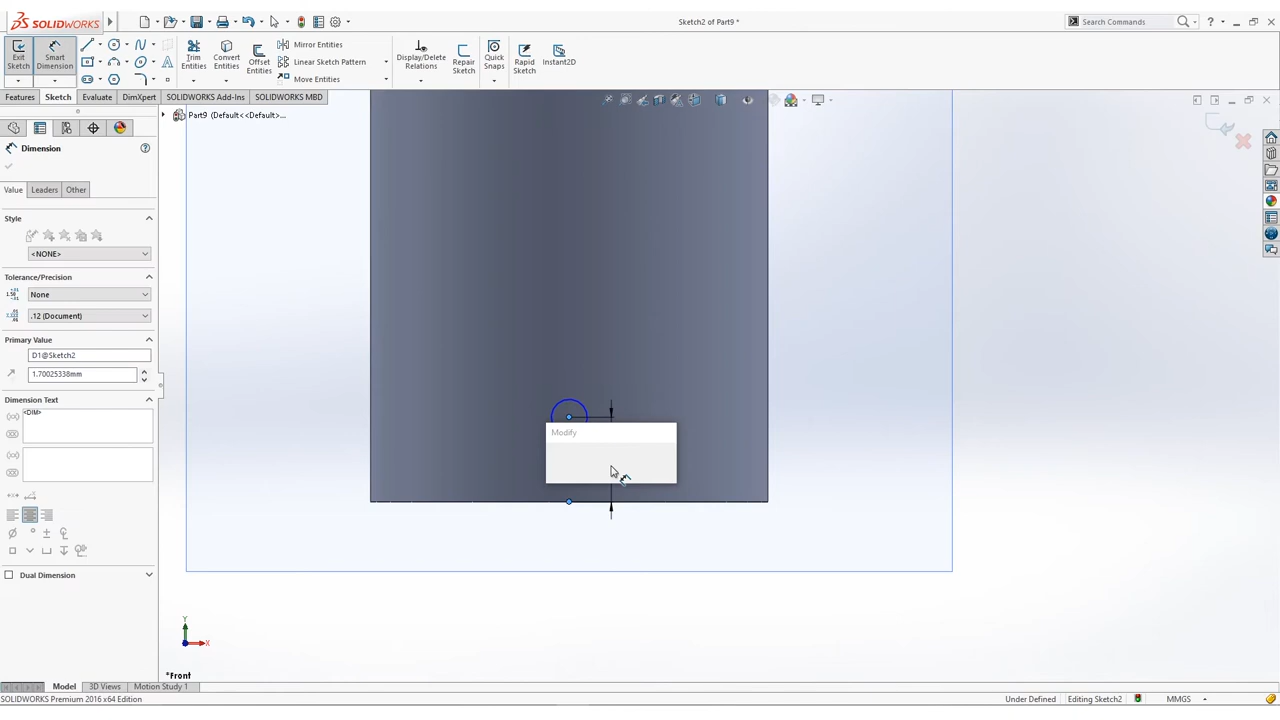 SOLIDWORKS
Sketch2 of Part9 *
Search Commands
Exit Sketch
Smart Dimension
Trim Entities
Convert Entities
Offset Entities
Mirror Entities
Linear Sketch Pattern
Move Entities
Display/Delete Relations
Repair Sketch
Quick Snaps
Rapid Sketch
Instant2D
Features
Sketch
Evaluate
DimXpert
SOLIDWORKS Add-Ins
SOLIDWORKS MBD
Part9 (Default<<Default>...
Dimension
Value
Leaders
Other
Style
<NONE>
Tolerance/Precision
None
.12 (Document)
Primary Value
D1@Sketch2
1.70025338mm
Dimension Text
<DIM>
Dual Dimension
Modify
Y
X
*Front
Model
3D Views
Motion Study 1
SOLIDWORKS Premium 2016 x64 Edition
Under Defined
Editing Sketch2
MMGS